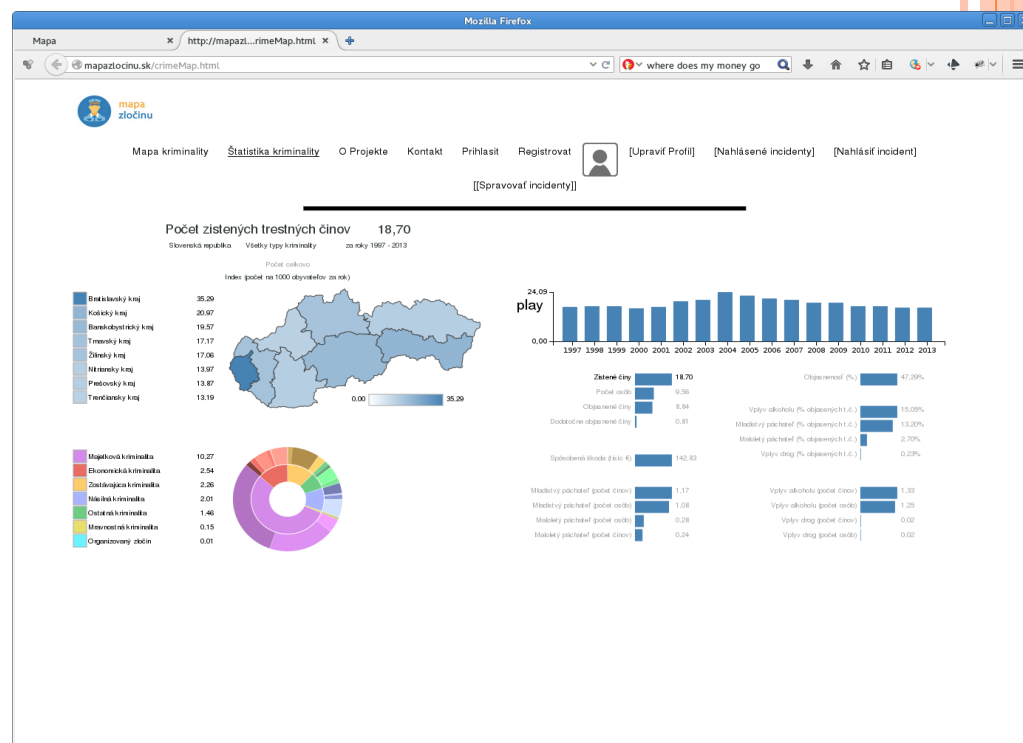 Mozilla Firefox
Mapa
http://mapazl...rimeMap.html
mapazlocinu.sk/crimeMap.html
where does my money go
mapa
zločinu
Mapa kriminality Štatistika kriminality O Projekte Kontakt Prihlasit Registrovat [Upraviť Profil] [Nahlásené incidenty] [Nahlásiť incident]
[[Spravovať incidenty]]
Počet zistených trestných činov 18,70
Slovenská republika Všetky typy kriminality za roky 1997 - 2013
Počet celkovo
Index (počet na 1000 obyvateľov za rok)
Bratislavský kraj 35.29
Košický kraj 20.97
Banskobystrický kraj 19.57
Trnavský kraj 17.17
Žilinský kraj 17.06
Nitriansky kraj 13,97
Prešovský kraj 13.87
Trenčiansky kraj 13.19
0.00 35.29
24,09
play
0,00
1997 1998 1999 2000 2001 2002 2003 2004 2005 2006 2007 2008 2009 2010 2011 2012 2013
Zistené činy 18.70
Počet osôb 9.56
Objasnené činy 8.84
Dodatočne objasnené činy 0.81
Spôsobená škoda (tisíc €) 142,83
Objasnenosť (%) 47.29%
Vplyv alkoholu (% objasených t.č.) 15,05%
Mladistvý páchateľ (% objasených t.č.) 13.20%
Maloletý páchateľ (% objasených t.č.) 2.70%
Vplyv drog (% objasených t.č.) 0.23%
Majetková kriminalita 10,27
Ekonomická kriminalita 2.54
Zostávajúca kriminalita 2.26
Násilná kriminalita 2.01
Ostatná kriminalita 1.46
Mravnostná kriminalita 0.15
Organizovaný zločin 0.01
Mladistvý páchateľ (počet činov) 1.17
Mladistvý páchateľ (počet osôb) 1,08
Maloletý páchateľ (počet osôb) 0.28
Maloletý páchateľ (počet činov) 0.24
Vplyv alkoholu (počet činov) 1.33
Vplyv alkoholu (počet osôb) 1.25
Vplyv drog (počet činov) 0.02
Vplyv drog (počet osôb) 0.02